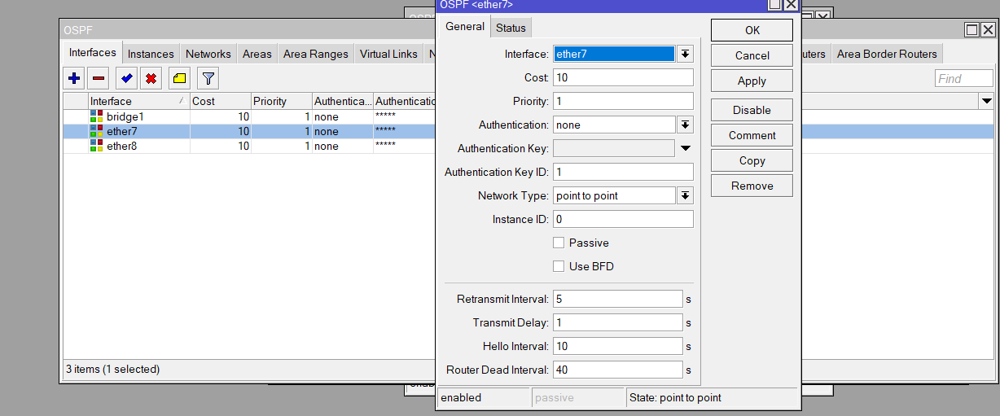 OSPF <ether7>
OSPF
General Status
Interface: ether7
Cost: 10
Priority: 1
Authentication: none
Authentication Key:
Authentication Key ID: 1
Network Type: point to point
Instance ID: 0
Passive
Use BFD
Retransmit Interval: 5 s
Transmit Delay: 1 s
Hello Interval: 10 s
Router Dead Interval: 40 s
enabled passive State: point to point
OK
Cancel
Apply
Disable
Comment
Copy
Remove
Interfaces Instances Networks Areas Area Ranges Virtual Links N
uters Area Border Routers
Find
Interface Cost Priority Authentica... Authenticatio
bridge1 10 1 none *****
ether7 10 1 none *****
ether8 10 1 none *****
3 items (1 selected)